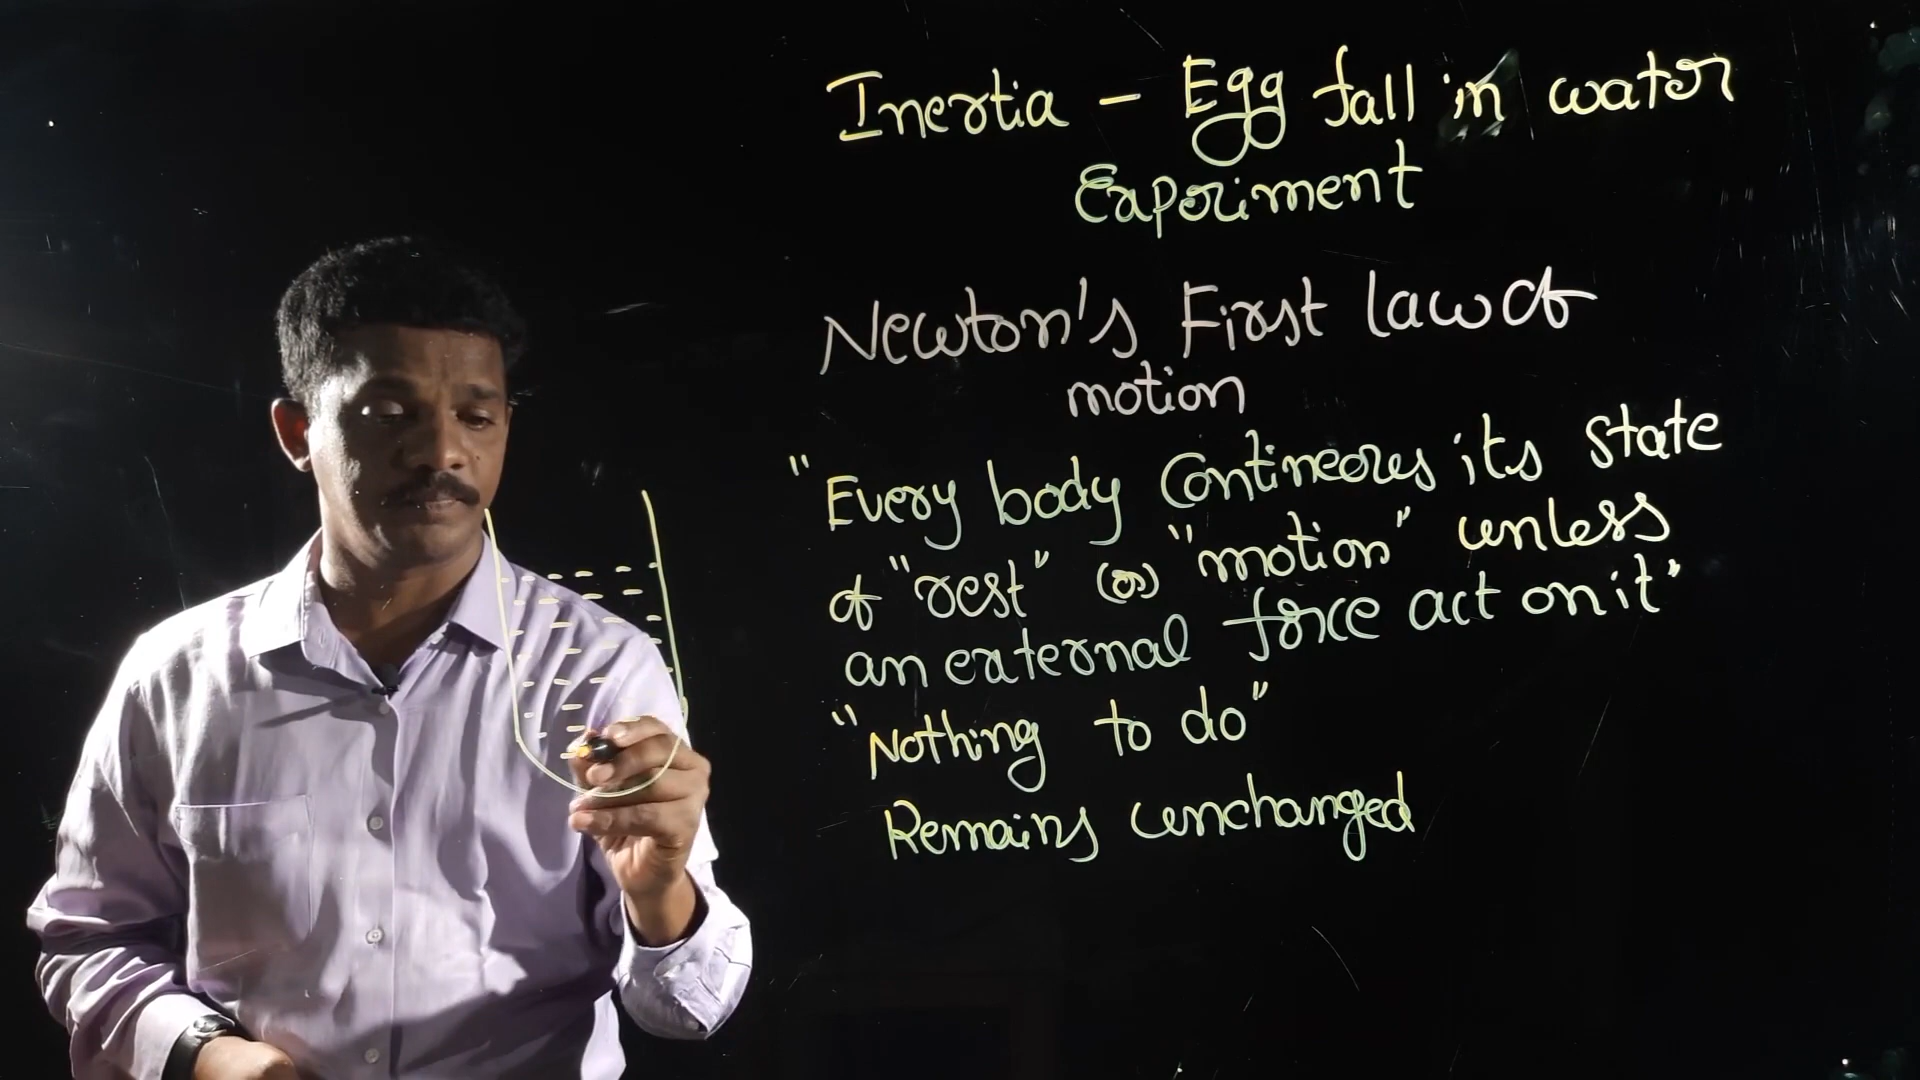 Inertia - Egg fall in water
Experiment
Newton's First law of
motion
"Every body Contineoues its state
of "rest" (or) "motion" unless
an external force act on it"
"Nothing to do"
Remains unchanged